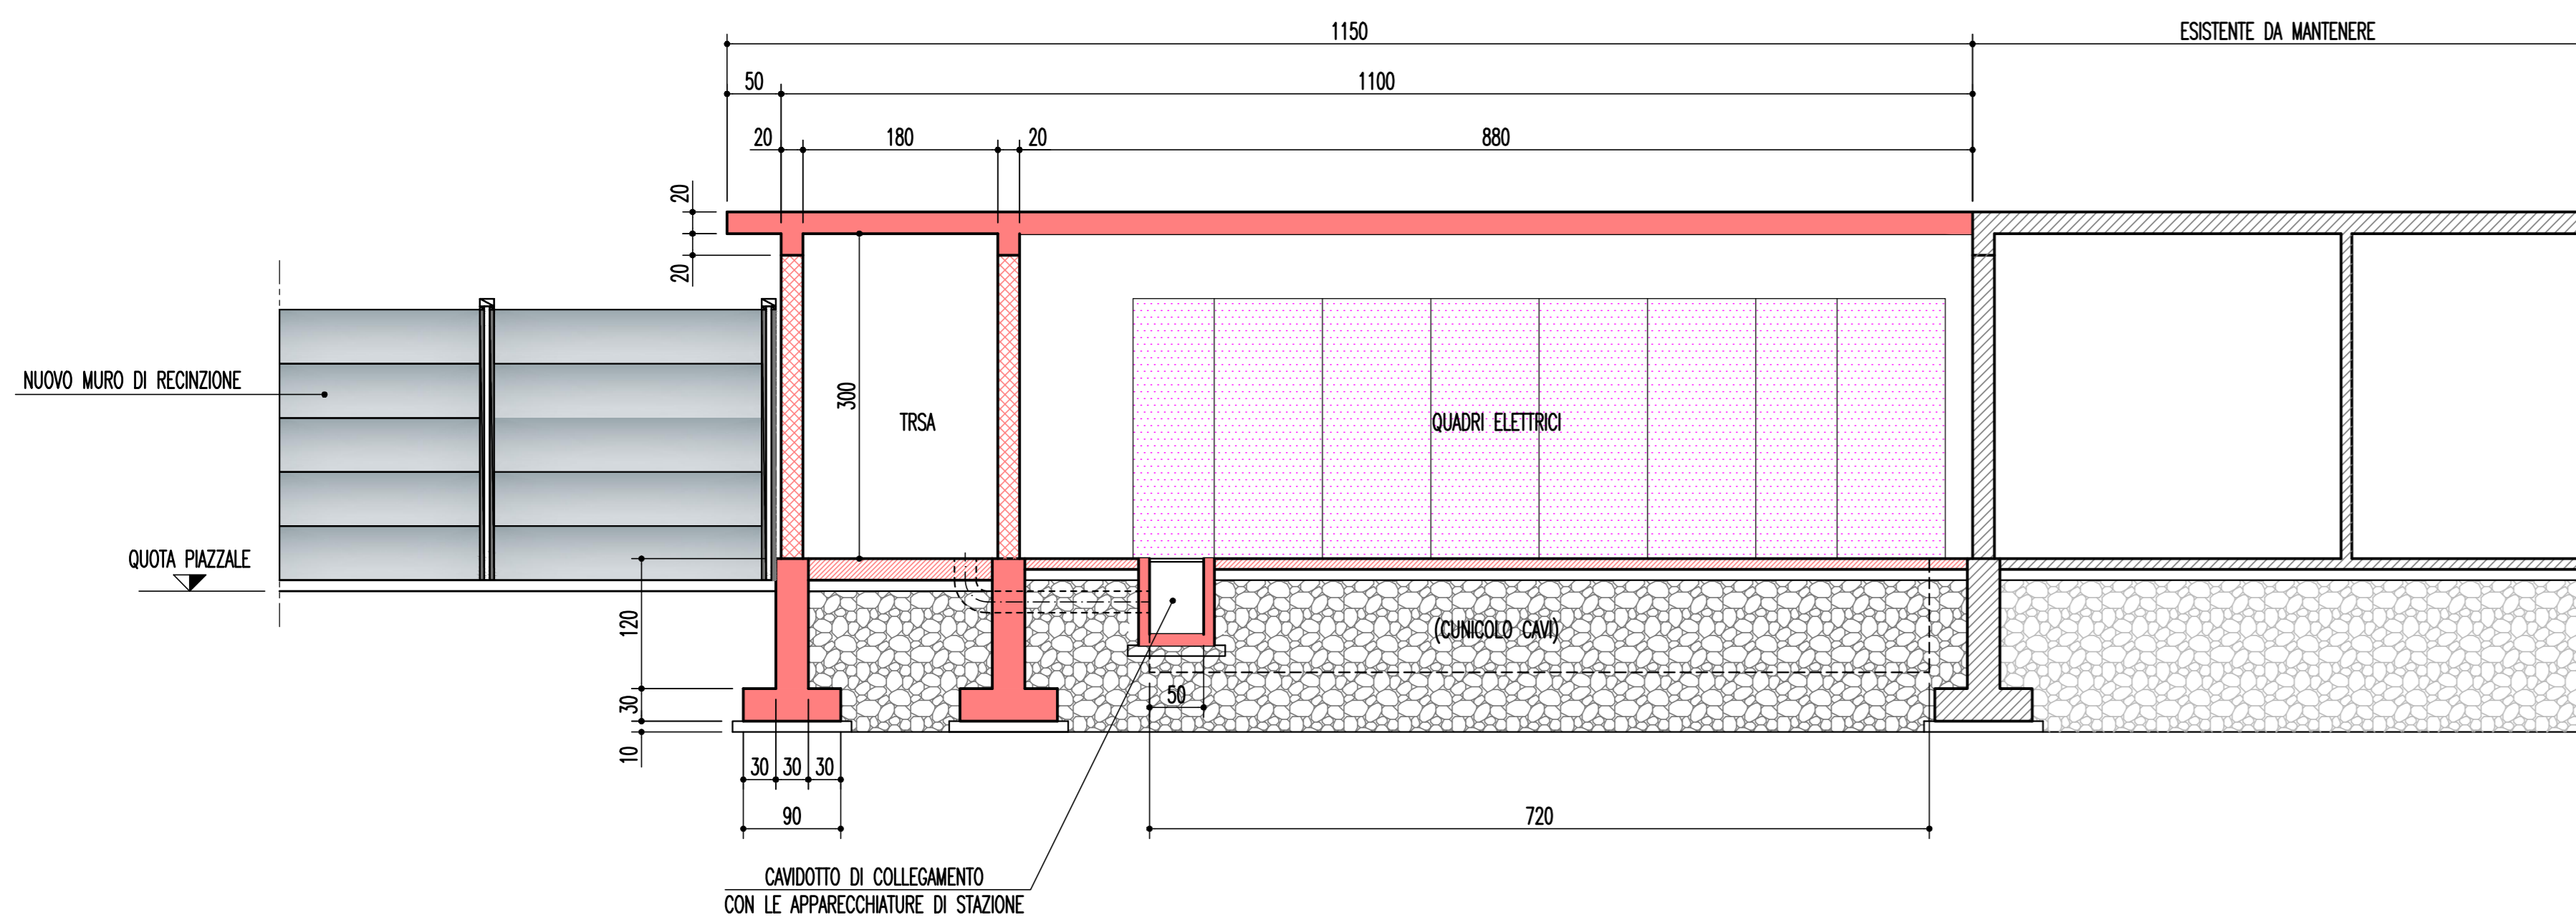 1150
ESISTENTE DA MANTENERE
50
1100
20
180
20
880
20
20
NUOVO MURO DI RECINZIONE
300
TRSA
QUADRI ELETTRICI
QUOTA PIAZZALE
120
(CUNICOLO CAVI)
30
50
10
30
30
30
90
720
CAVIDOTTO DI COLLEGAMENTO
CON LE APPARECCHIATURE DI STAZIONE